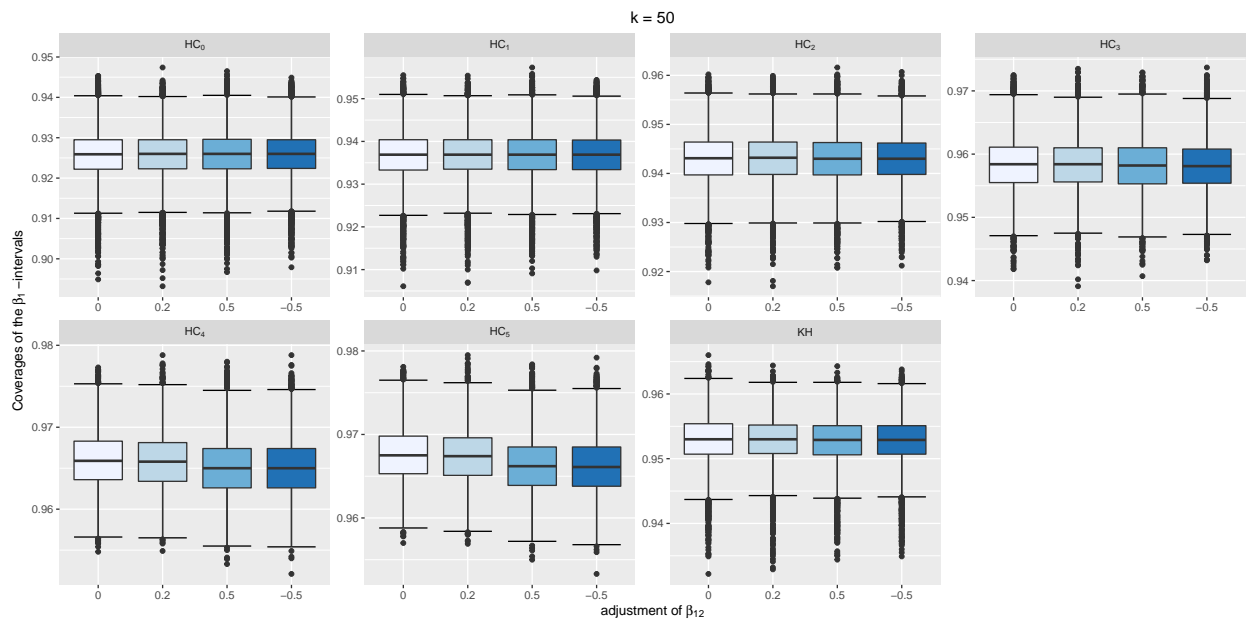 k = 50
HC₀ HC₁ HC₂ HC₃
0.95 0.94 0.93 0.92 0.91 0.90
0.95 0.94 0.93 0.92 0.91
0.96 0.95 0.94 0.93 0.92
0.97 0.96 0.95 0.94
0 0.2 0.5 −0.5 0 0.2 0.5 −0.5 0 0.2 0.5 −0.5 0 0.2 0.5 −0.5
Coverages of the β₁ −intervals
HC₄ HC₅ KH
0.98 0.97 0.96
0.98 0.97 0.96
0.96 0.95 0.94
0 0.2 0.5 −0.5 0 0.2 0.5 −0.5 0 0.2 0.5 −0.5
adjustment of β₁₂